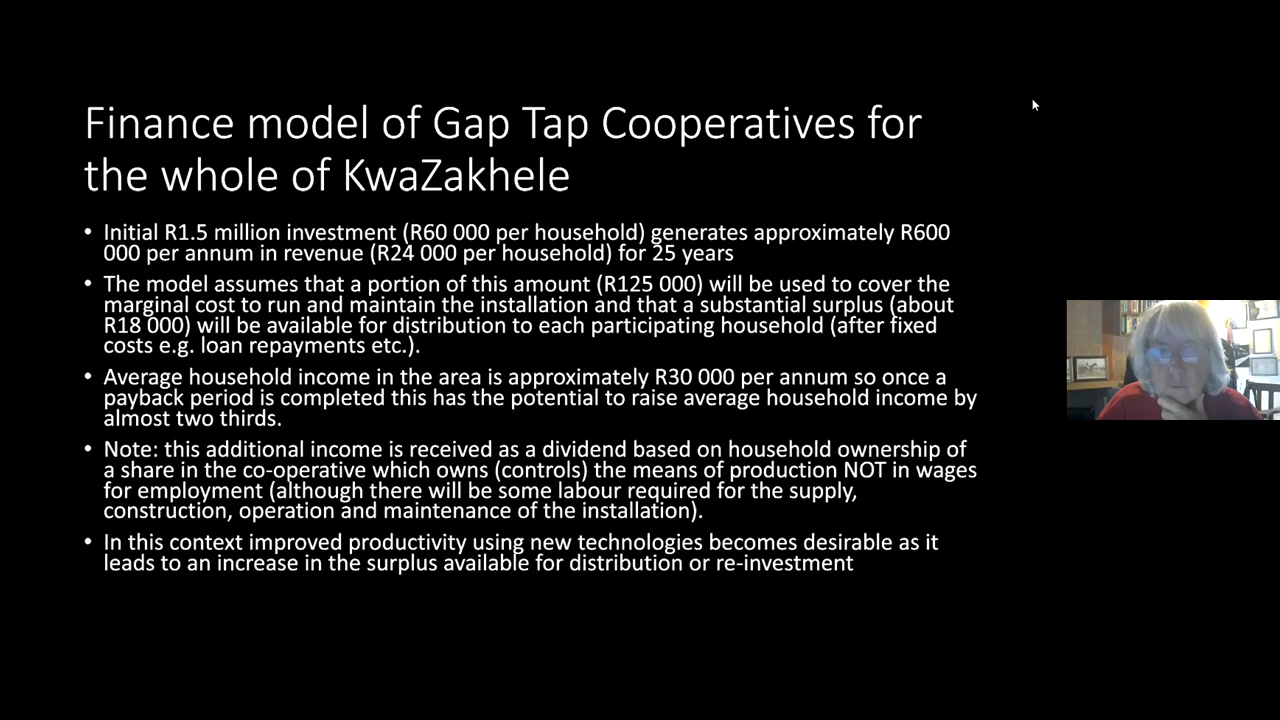 Finance model of Gap Tap Cooperatives for
the whole of KwaZakhele
• Initial R1.5 million investment (R60 000 per household) generates approximately R600
000 per annum in revenue (R24 000 per household) for 25 years
• The model assumes that a portion of this amount (R125 000) will be used to cover the
marginal cost to run and maintain the installation and that a substantial surplus (about
R18 000) will be available for distribution to each participating household (after fixed
costs e.g. loan repayments etc.).
• Average household income in the area is approximately R30 000 per annum so once a
payback period is completed this has the potential to raise average household income by
almost two thirds.
• Note: this additional income is received as a dividend based on household ownership of
a share in the co-operative which owns (controls) the means of production NOT in wages
for employment (although there will be some labour required for the supply,
construction, operation and maintenance of the installation).
• In this context improved productivity using new technologies becomes desirable as it
leads to an increase in the surplus available for distribution or re-investment